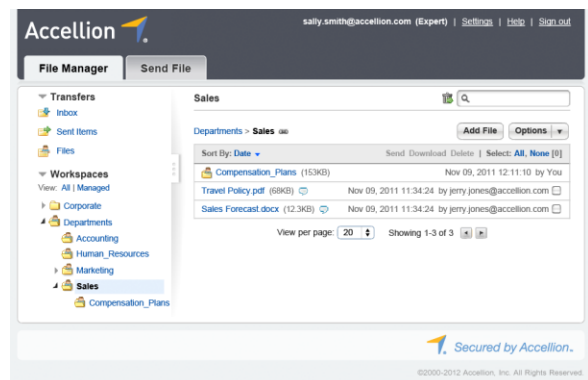 Accellion
sally.smith@accellion.com (Expert) | Settings | Help | Sign out
File Manager
Send File
Transfers
Inbox
Sent Items
Files
Workspaces
View: All | Managed
Corporate
Departments
Accounting
Human_Resources
Marketing
Sales
Compensation_Plans
Sales
Departments > Sales
Add File
Options
Sort By: Date
Send Download Delete | Select: All, None [0]
Compensation_Plans (153KB) Nov 09, 2011 12:11:10 by You
Travel Policy.pdf (68KB) Nov 09, 2011 11:34:24 by jerry.jones@accellion.com
Sales Forecast.docx (12.3KB) Nov 09, 2011 11:34:24 by jerry.jones@accellion.com
View per page: 20 Showing 1-3 of 3
Secured by Accellion.
©2000-2012 Accellion, Inc. All Rights Reserved